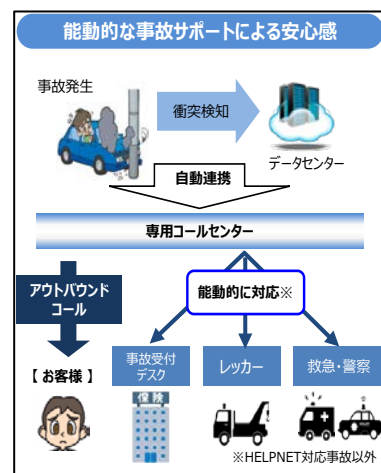 能動的な事故サポートによる安心感
事故発生
衝突検知
データセンター
自動連携
専用コールセンター
アウトバウンド
コール
能動的に対応※
【 お客様 】
事故受付
デスク
レッカー
救急・警察
保険
※HELPNET対応事故以外